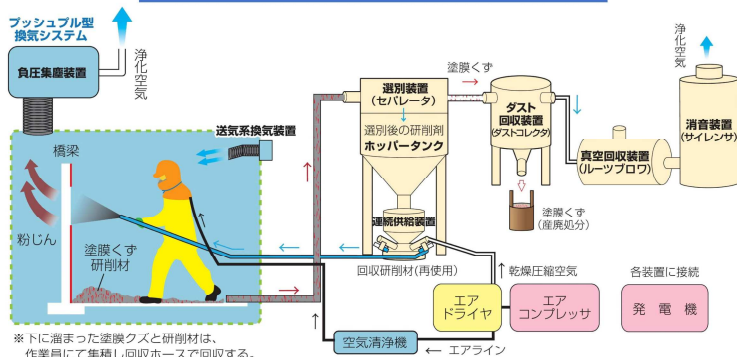 プッシュプル型
換気システム
負圧集塵装置
浄化空気
送気系換気装置
橋梁
粉じん
塗膜くず
研削材
※下に溜まった塗膜クズと研削材は、
作業員にて集積し回収ホースで回収する。
選別装置
(セパレータ)
選別後の研削剤
ホッパータンク
連続供給装置
回収研削材(再使用)
塗膜くず
ダスト
回収装置
(ダストコレクタ)
塗膜くず
(産廃処分)
真空回収装置
(ルーツブロワ)
浄化空気
消音装置
(サイレンサ)
乾燥圧縮空気
エア
ドライヤ
エア
コンプレッサ
各装置に接続
発電機
空気清浄機
エアライン